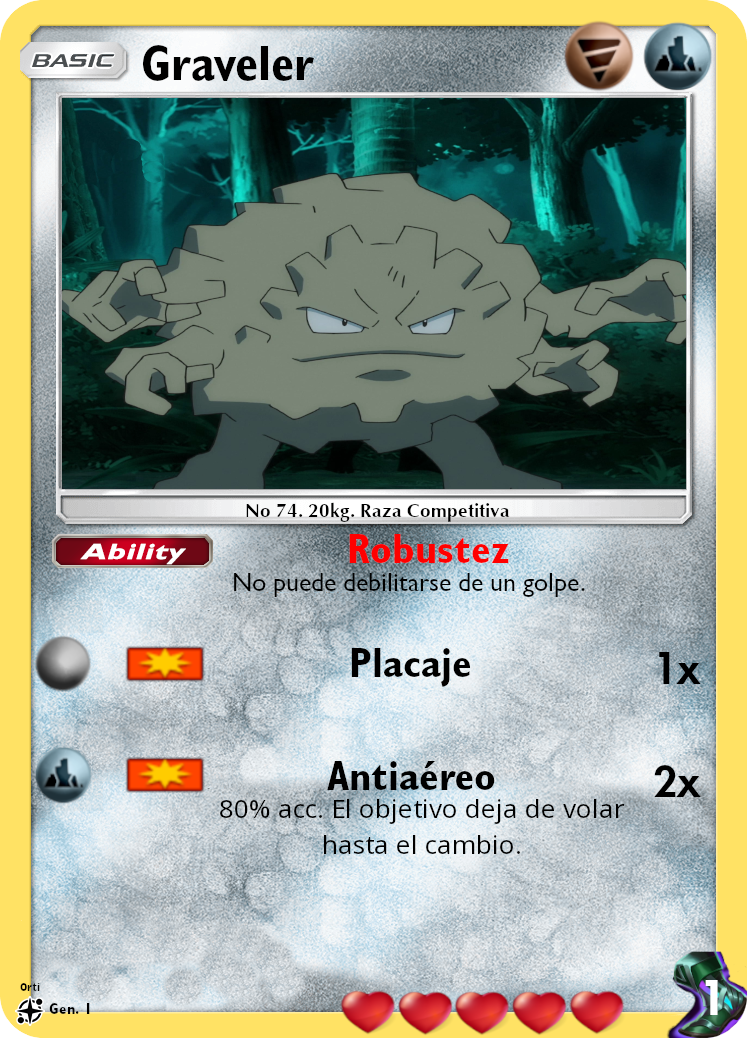 BASIC Graveler
No 74. 20kg. Raza Competitiva
Ability Robustez
No puede debilitarse de un golpe.
Placaje 1x
Antiaéreo 2x
80% acc. El objetivo deja de volar
hasta el cambio.
Orti
Gen. 1
1